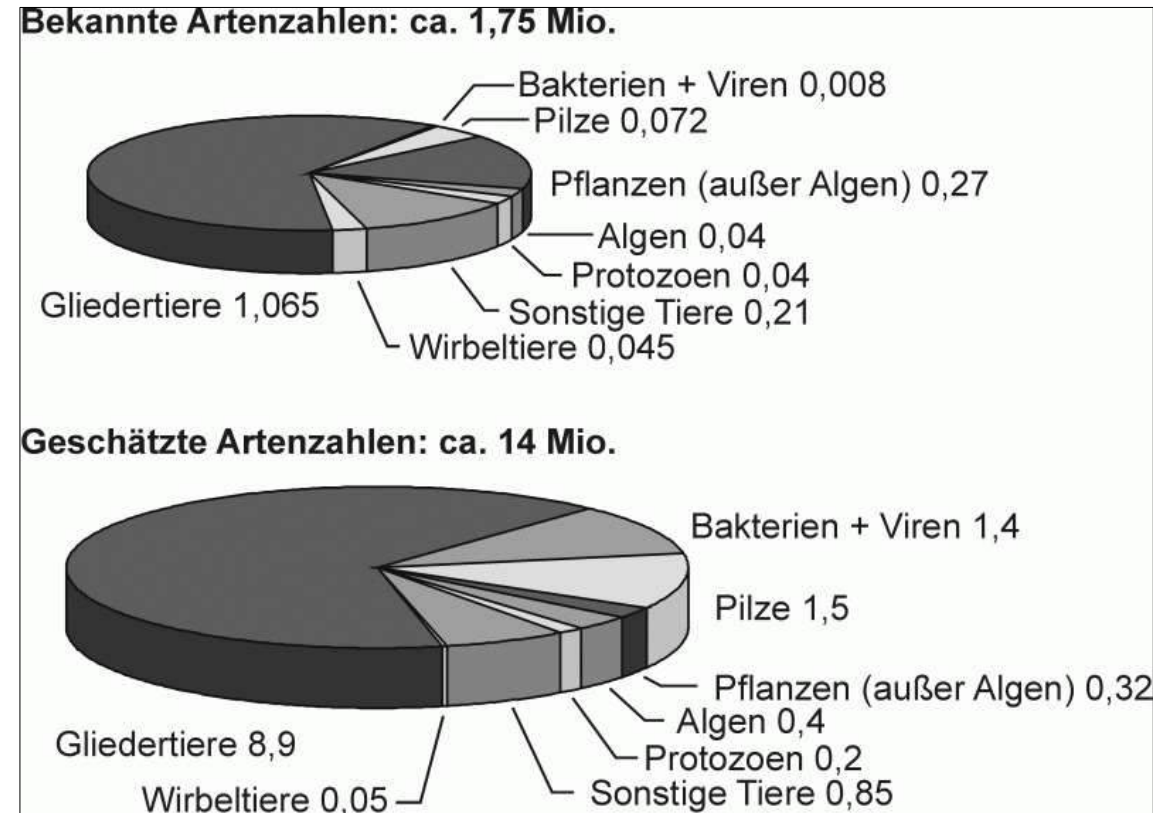 Bekannte Artenzahlen: ca. 1,75 Mio.
Bakterien + Viren 0,008
Pilze 0,072
Pflanzen (außer Algen) 0,27
Algen 0,04
Protozoen 0,04
Gliedertiere 1,065
Sonstige Tiere 0,21
Wirbeltiere 0,045
Geschätzte Artenzahlen: ca. 14 Mio.
Bakterien + Viren 1,4
Pilze 1,5
Pflanzen (außer Algen) 0,32
Algen 0,4
Gliedertiere 8,9
Protozoen 0,2
Sonstige Tiere 0,85
Wirbeltiere 0,05